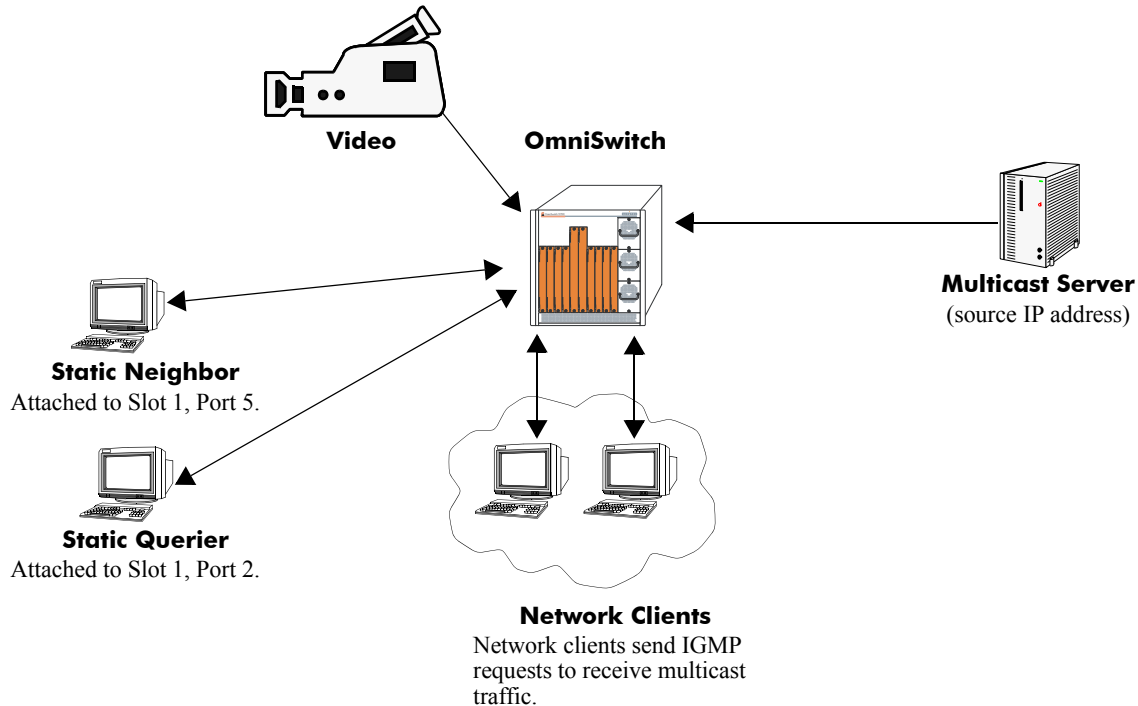 Video
OmniSwitch
Multicast Server
(source IP address)
Static Neighbor
Attached to Slot 1, Port 5.
Static Querier
Attached to Slot 1, Port 2.
Network Clients
Network clients send IGMP
requests to receive multicast
traffic.